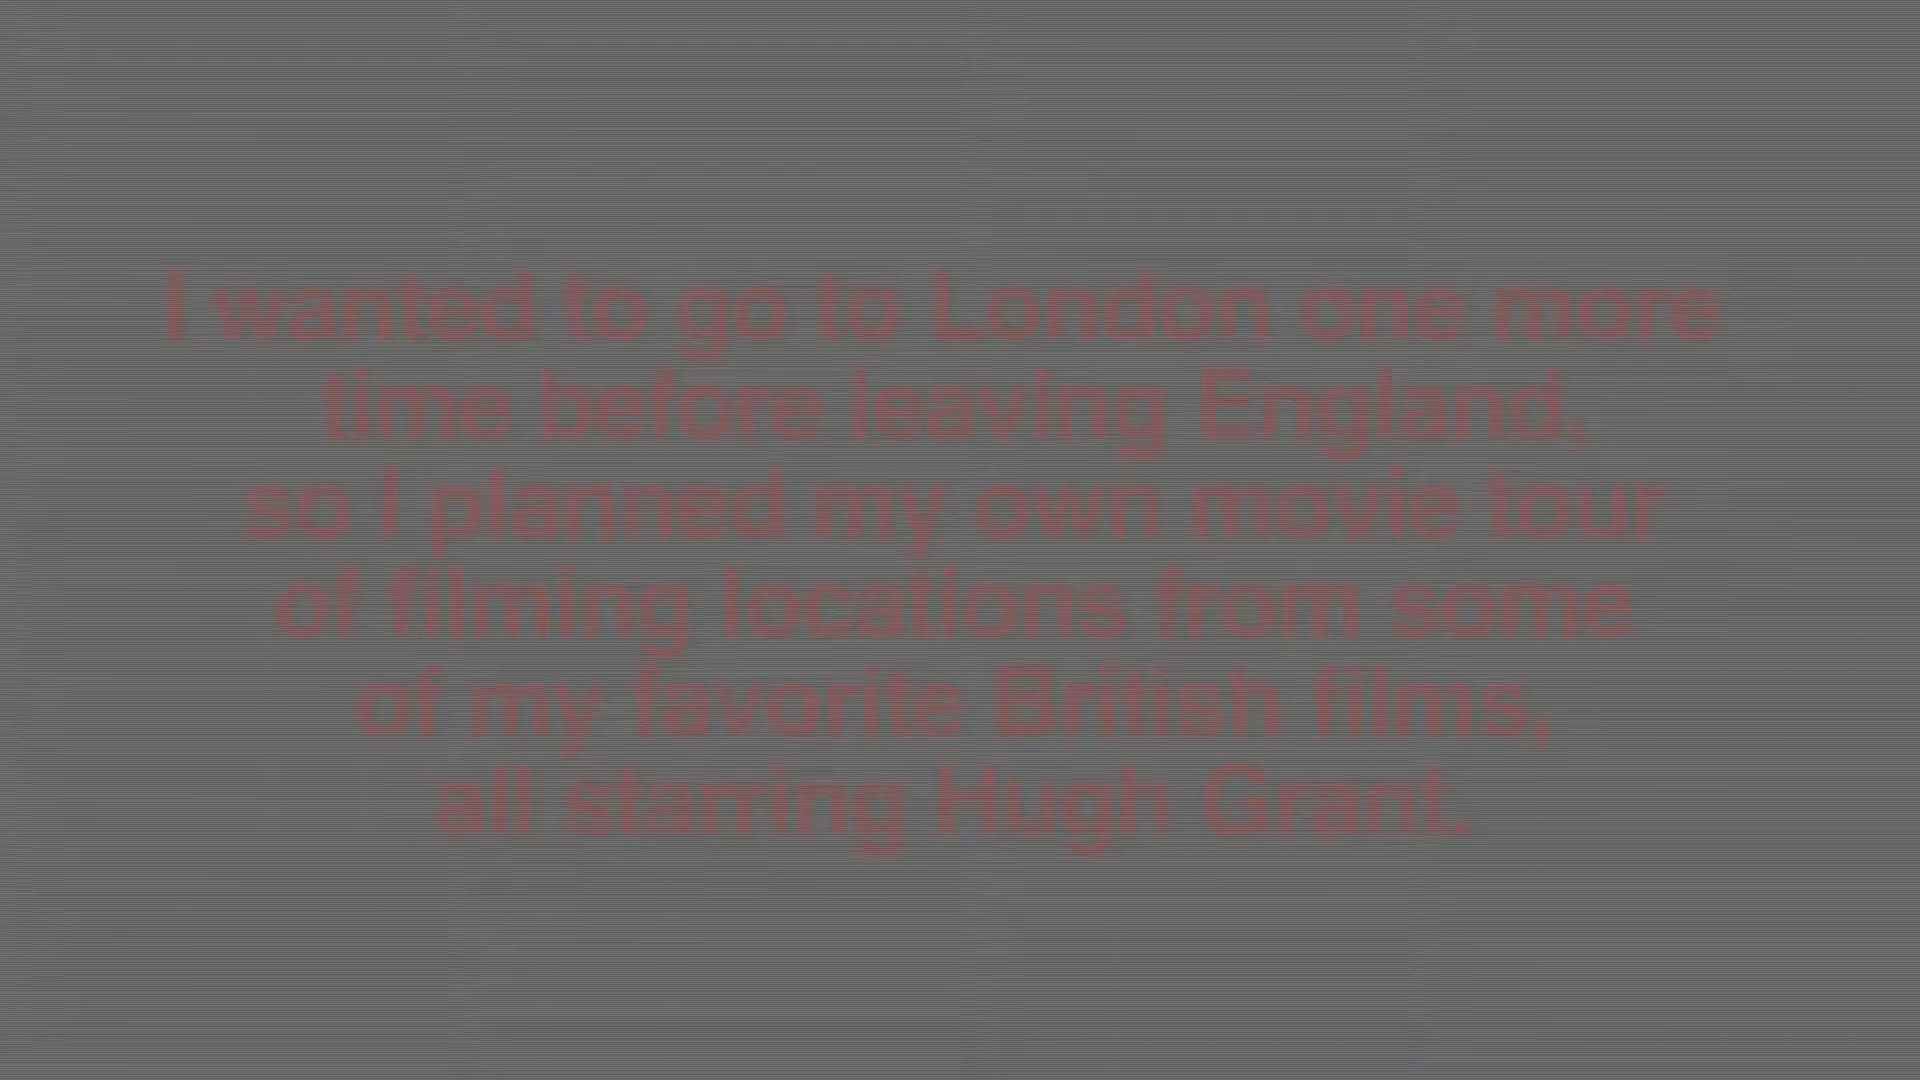 I wanted to go to London one more
time before leaving England,
so I planned my own movie tour
of filming locations from some
of my favorite British films,
all starring Hugh Grant.